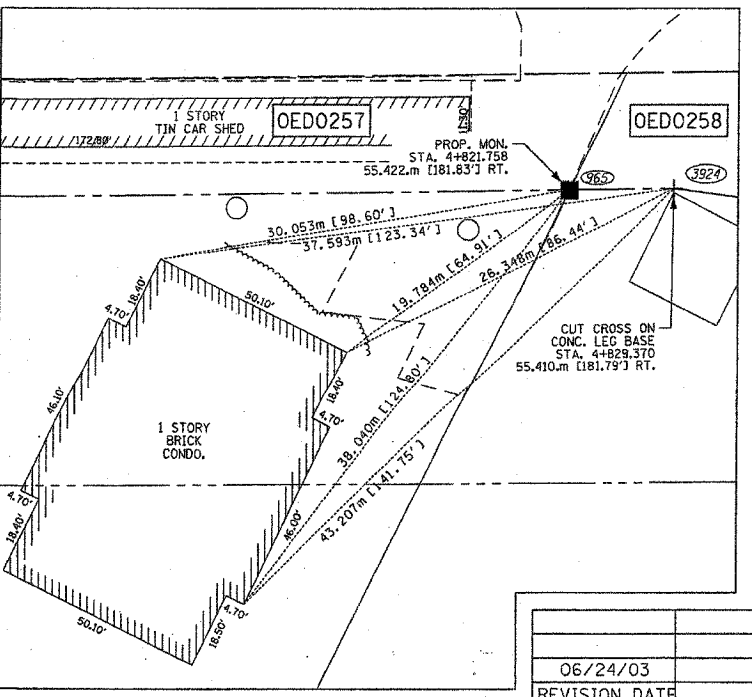 1 STORY
TIN CAR SHED
OED0257
OED0258
172.80'
PROP. MON.
STA. 4+821.758
55.422.m [181.83'] RT.
965
3924
30.053m [98.60']
37.593m [123.34']
19.784m [64.91']
26.348m [86.44']
18.40'
4.70'
50.10'
CUT CROSS ON
CONC. LEG BASE
STA. 4+829.370
55.410.m [181.79'] RT.
46.10'
18.40'
4.70'
1 STORY
BRICK
CONDO.
38.040m [124.80']
43.207m [141.75']
4.70'
18.40'
46.00'
4.70'
50.10'
18.50'
06/24/03
REVISION DATE